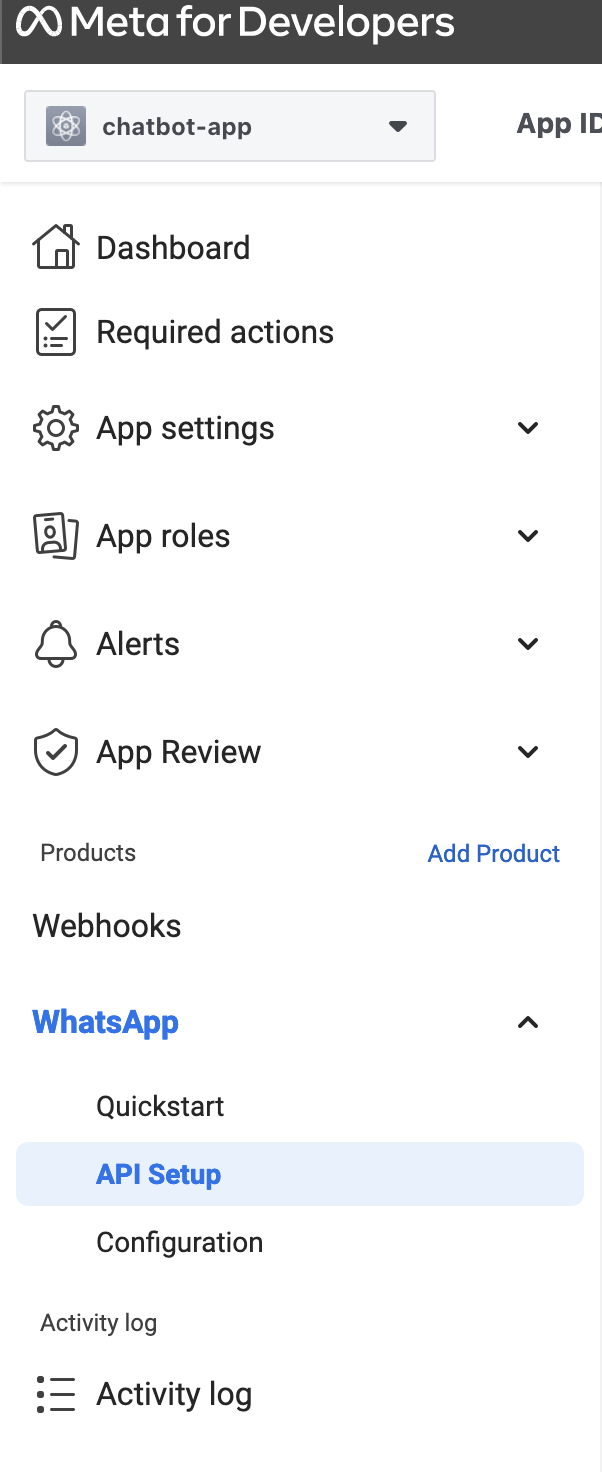 Meta for Developers
chatbot-app
App ID
Dashboard
Required actions
App settings
App roles
Alerts
App Review
Products
Add Product
Webhooks
WhatsApp
Quickstart
API Setup
Configuration
Activity log
Activity log